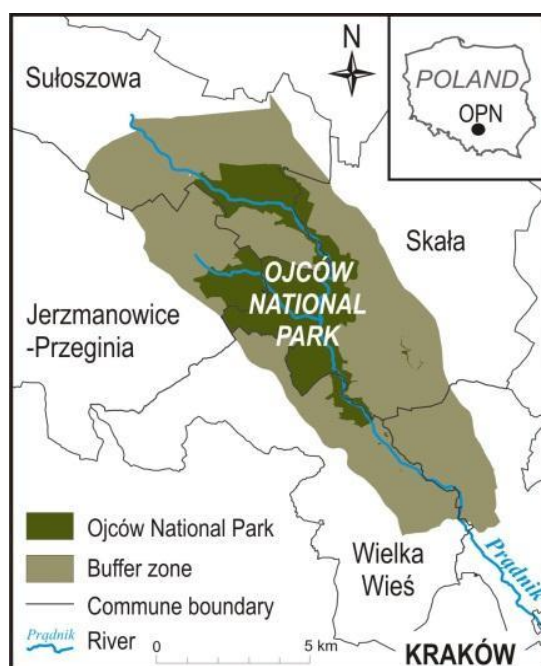 Sułoszowa
N
POLAND
OPN
Skała
OJCÓW
NATIONAL
PARK
Jerzmanowice
-Przeginia
Ojców National Park
Buffer zone
Commune boundary
Prądnik
River
0
5 km
Wielka
Wieś
Prądnik
KRAKÓW